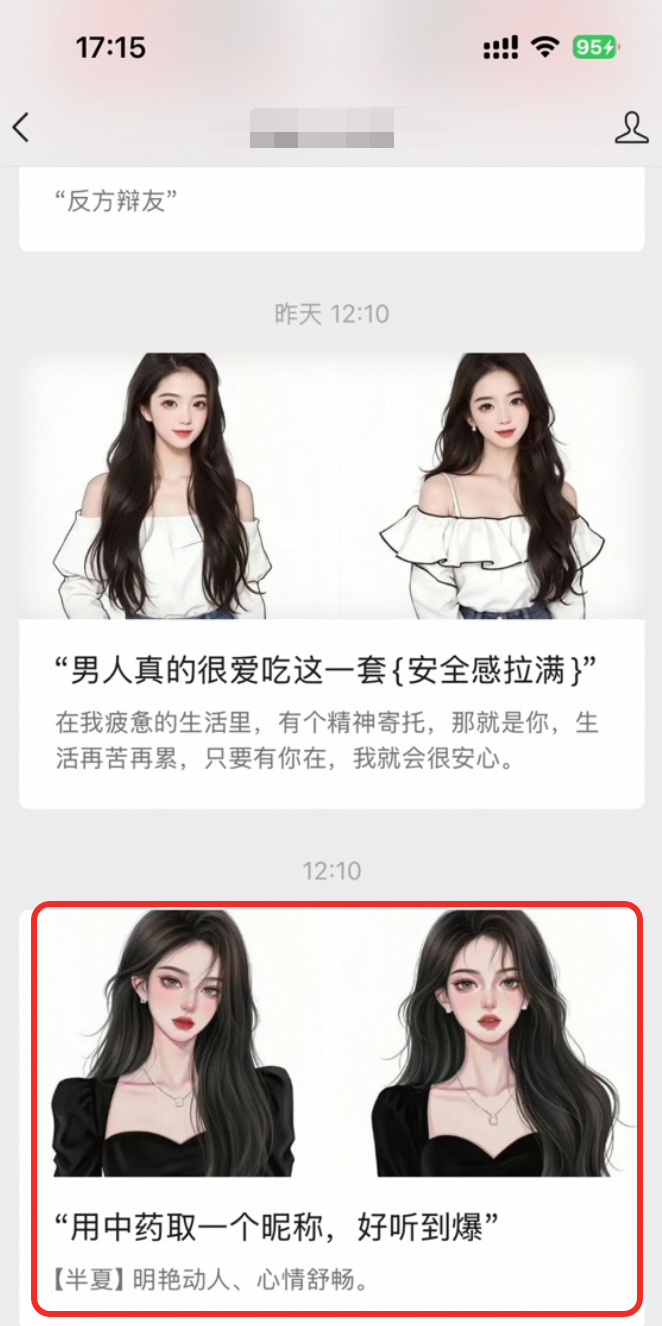 17:15
95
“反方辩友”
昨天 12:10
“男人真的很爱吃这一套{安全感拉满}”
在我疲惫的生活里，有个精神寄托，那就是你，生
活再苦再累，只要有你在，我就会很安心。
12:10
“用中药取一个昵称，好听到爆”
【半夏】明艳动人、心情舒畅。